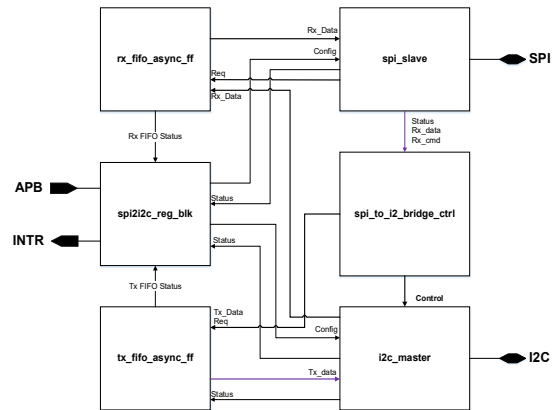 Rx_Data
Config
rx_fifo_async_ff
spi_slave
SPI
Req
Rx_Data
Status
Rx_data
Rx_cmd
Rx FIFO Status
APB
spi2i2c_reg_blk
Status
spi_to_i2_bridge_ctrl
INTR
Status
Tx FIFO Status
Control
Tx_Data
Req
Config
tx_fifo_async_ff
i2c_master
I2C
Tx_data
Status